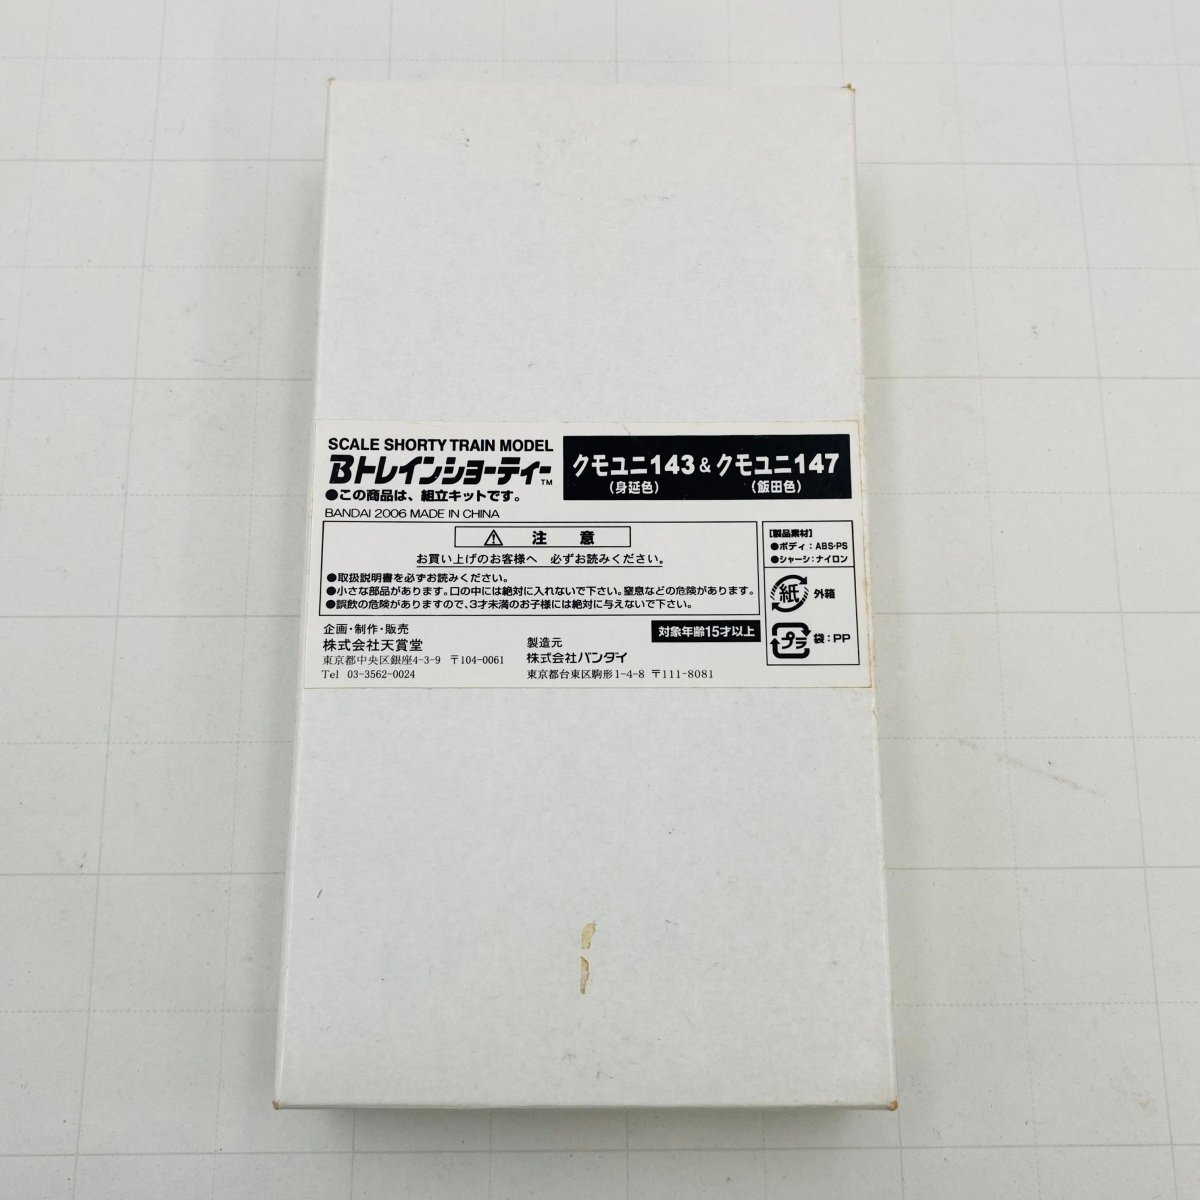 SCALE SHORTY TRAIN MODEL
Bトレインショーティー™
●この商品は、組立キットです。
BANDAI 2006 MADE IN CHINA
クモユニ143 & クモユニ147
(身延色) (飯田色)
注 意
お買い上げのお客様へ 必ずお読みください。
●取扱説明書を必ずお読みください。
●小さな部品があります。口の中には絶対に入れないで下さい。窒息などの危険があります。
●誤飲の危険がありますので、3才未満のお子様には絶対に与えないで下さい。
[製品素材]
●ボディ：ABS・PS
●シャーシ：ナイロン
紙 外箱
プラ 袋：PP
対象年齢15才以上
企画・制作・販売
株式会社天賞堂
東京都中央区銀座4-3-9 〒104-0061
Tel 03-3562-0024
製造元
株式会社バンダイ
東京都台東区駒形1-4-8 〒111-8081